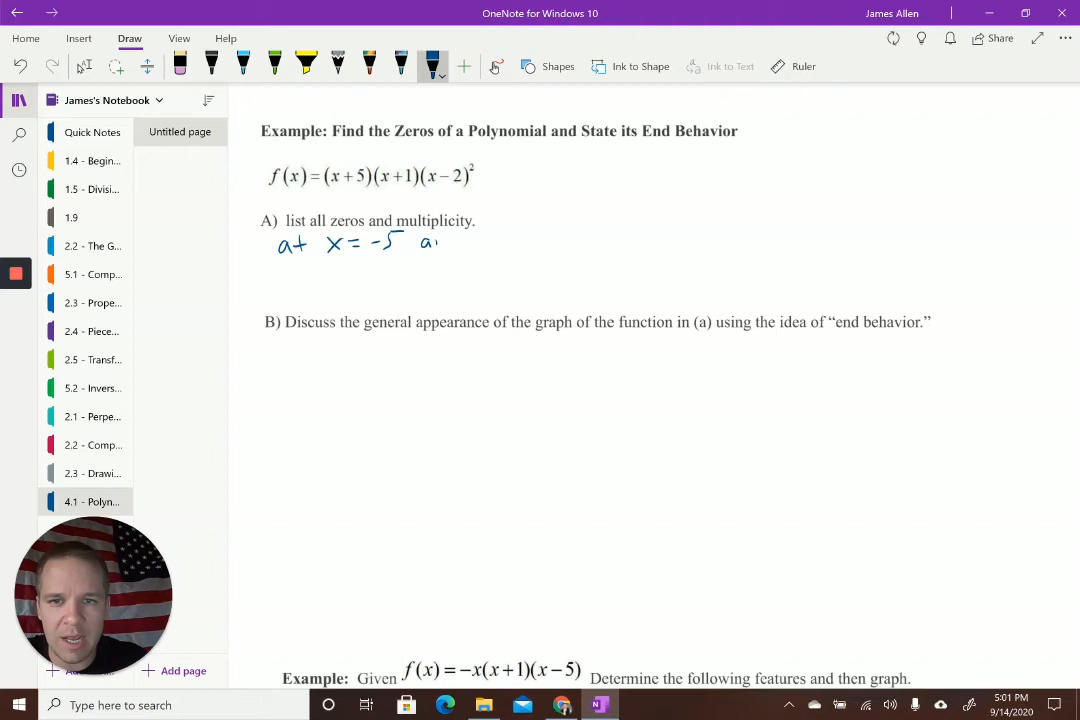 OneNote for Windows 10
James Allen
Home Insert Draw View Help
Share
Shapes Ink to Shape Ink to Text Ruler
James's Notebook
Quick Notes Untitled page
1.4 – Begin...
1.5 - Divisi...
1.9
2.2 - The G...
5.1 - Comp...
2.3 - Prope...
2.4 - Piece...
2.5 - Transf...
5.2 - Invers...
2.1 - Perpe...
2.2 - Comp...
2.3 - Drawi...
4.1 - Polyn...
Add page
Example: Find the Zeros of a Polynomial and State its End Behavior
f(x) = (x+5)(x+1)(x−2)²
A) list all zeros and multiplicity.
at x = -5
B) Discuss the general appearance of the graph of the function in (a) using the idea of “end behavior.”
Example: Given f(x) = −x(x+1)(x−5) Determine the following features and then graph.
Type here to search
5:01 PM
9/14/2020